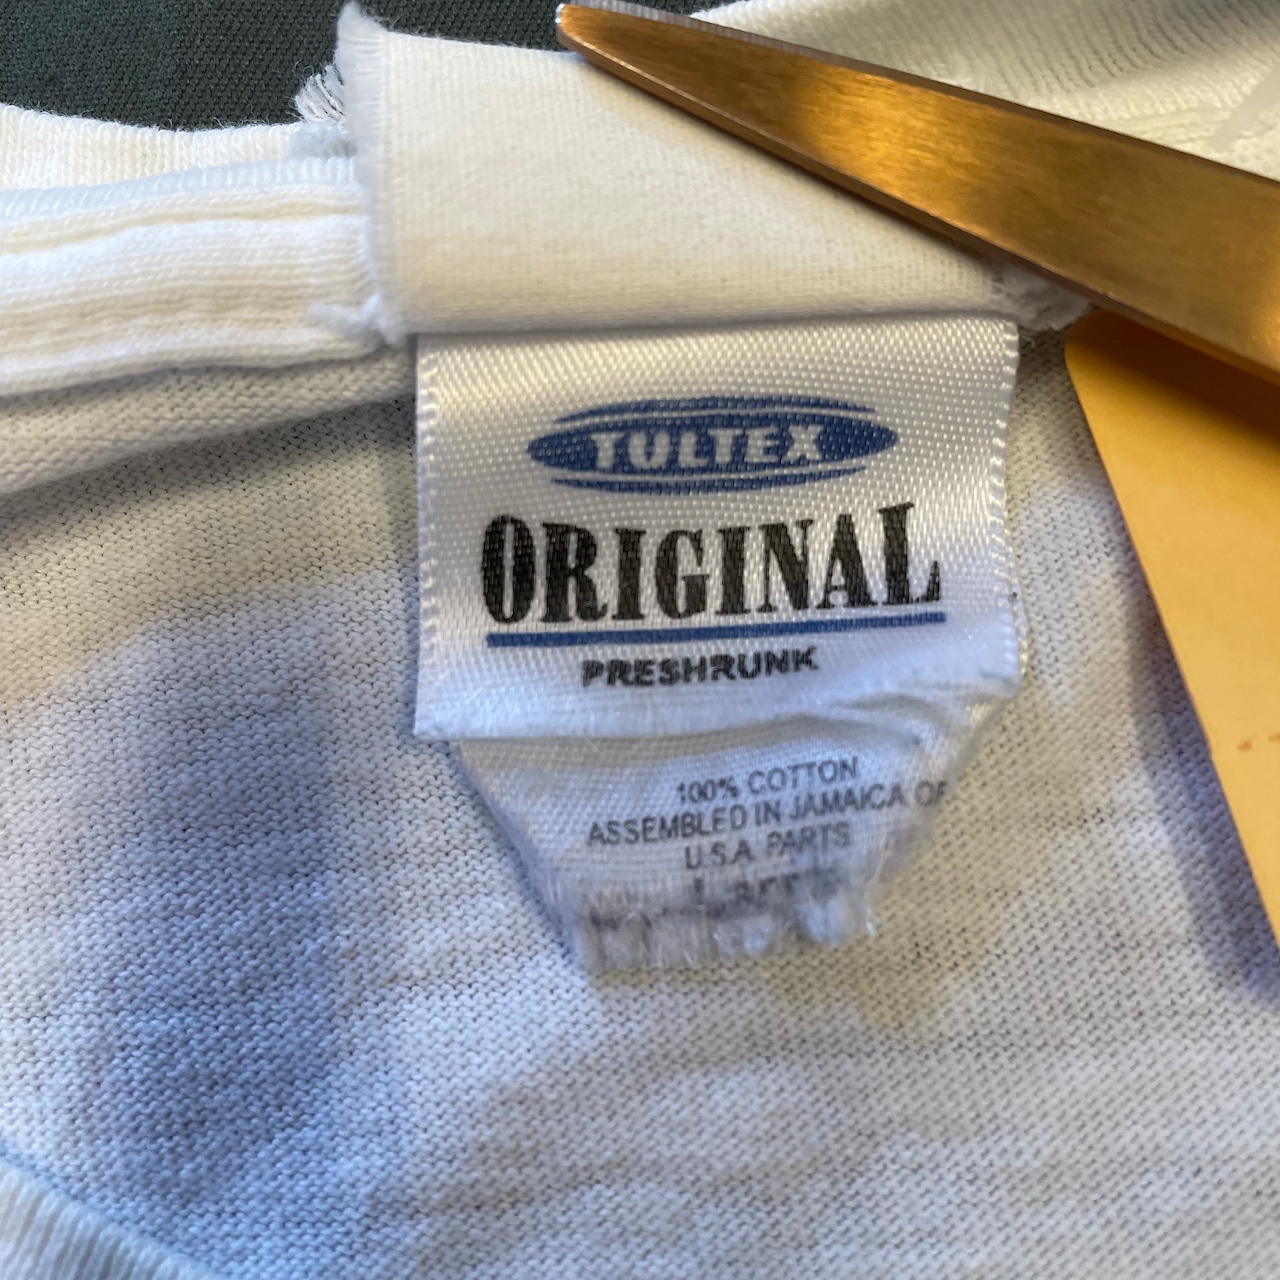 TULTEX
ORIGINAL
PRESHRUNK
100% COTTON
ASSEMBLED IN JAMAICA OF
U.S.A. PARTS